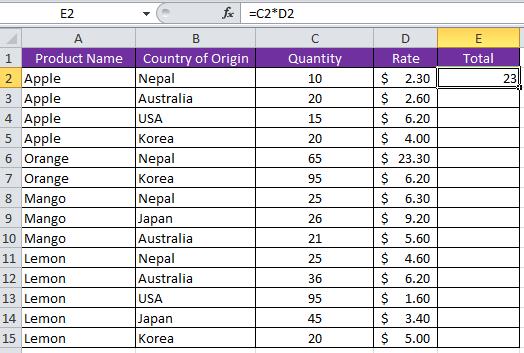 E2 fx =C2*D2
A B C D E
1 Product Name Country of Origin Quantity Rate Total
2 Apple Nepal 10 $ 2.30 23
3 Apple Australia 20 $ 2.60
4 Apple USA 15 $ 6.20
5 Apple Korea 20 $ 4.00
6 Orange Nepal 65 $ 23.30
7 Orange Korea 95 $ 6.20
8 Mango Nepal 25 $ 6.30
9 Mango Japan 26 $ 9.20
10 Mango Australia 21 $ 5.60
11 Lemon Nepal 25 $ 4.60
12 Lemon Australia 36 $ 6.20
13 Lemon USA 95 $ 1.60
14 Lemon Japan 45 $ 3.40
15 Lemon Korea 20 $ 5.00